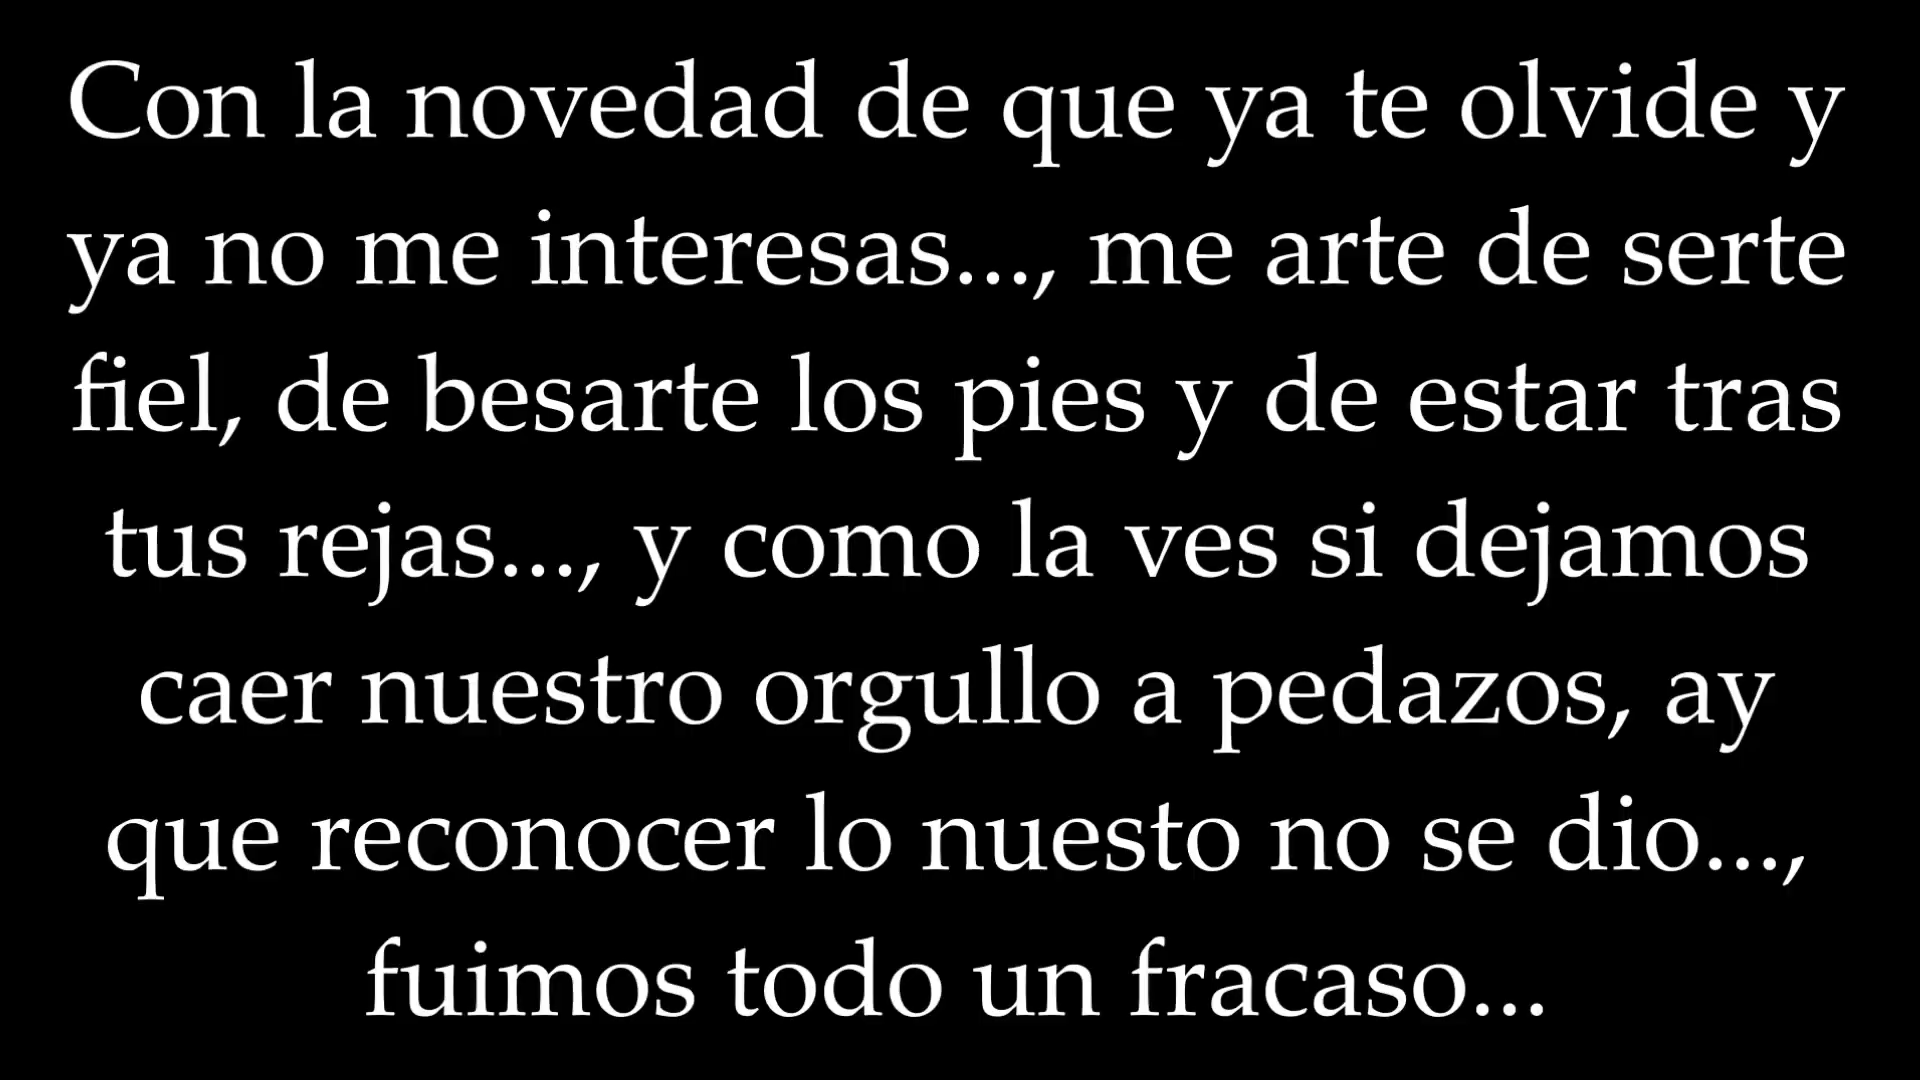 Con la novedad de que ya te olvide y
ya no me interesas..., me arte de serte
fiel, de besarte los pies y de estar tras
tus rejas..., y como la ves si dejamos
caer nuestro orgullo a pedazos, ay
que reconocer lo nuesto no se dio...,
fuimos todo un fracaso...